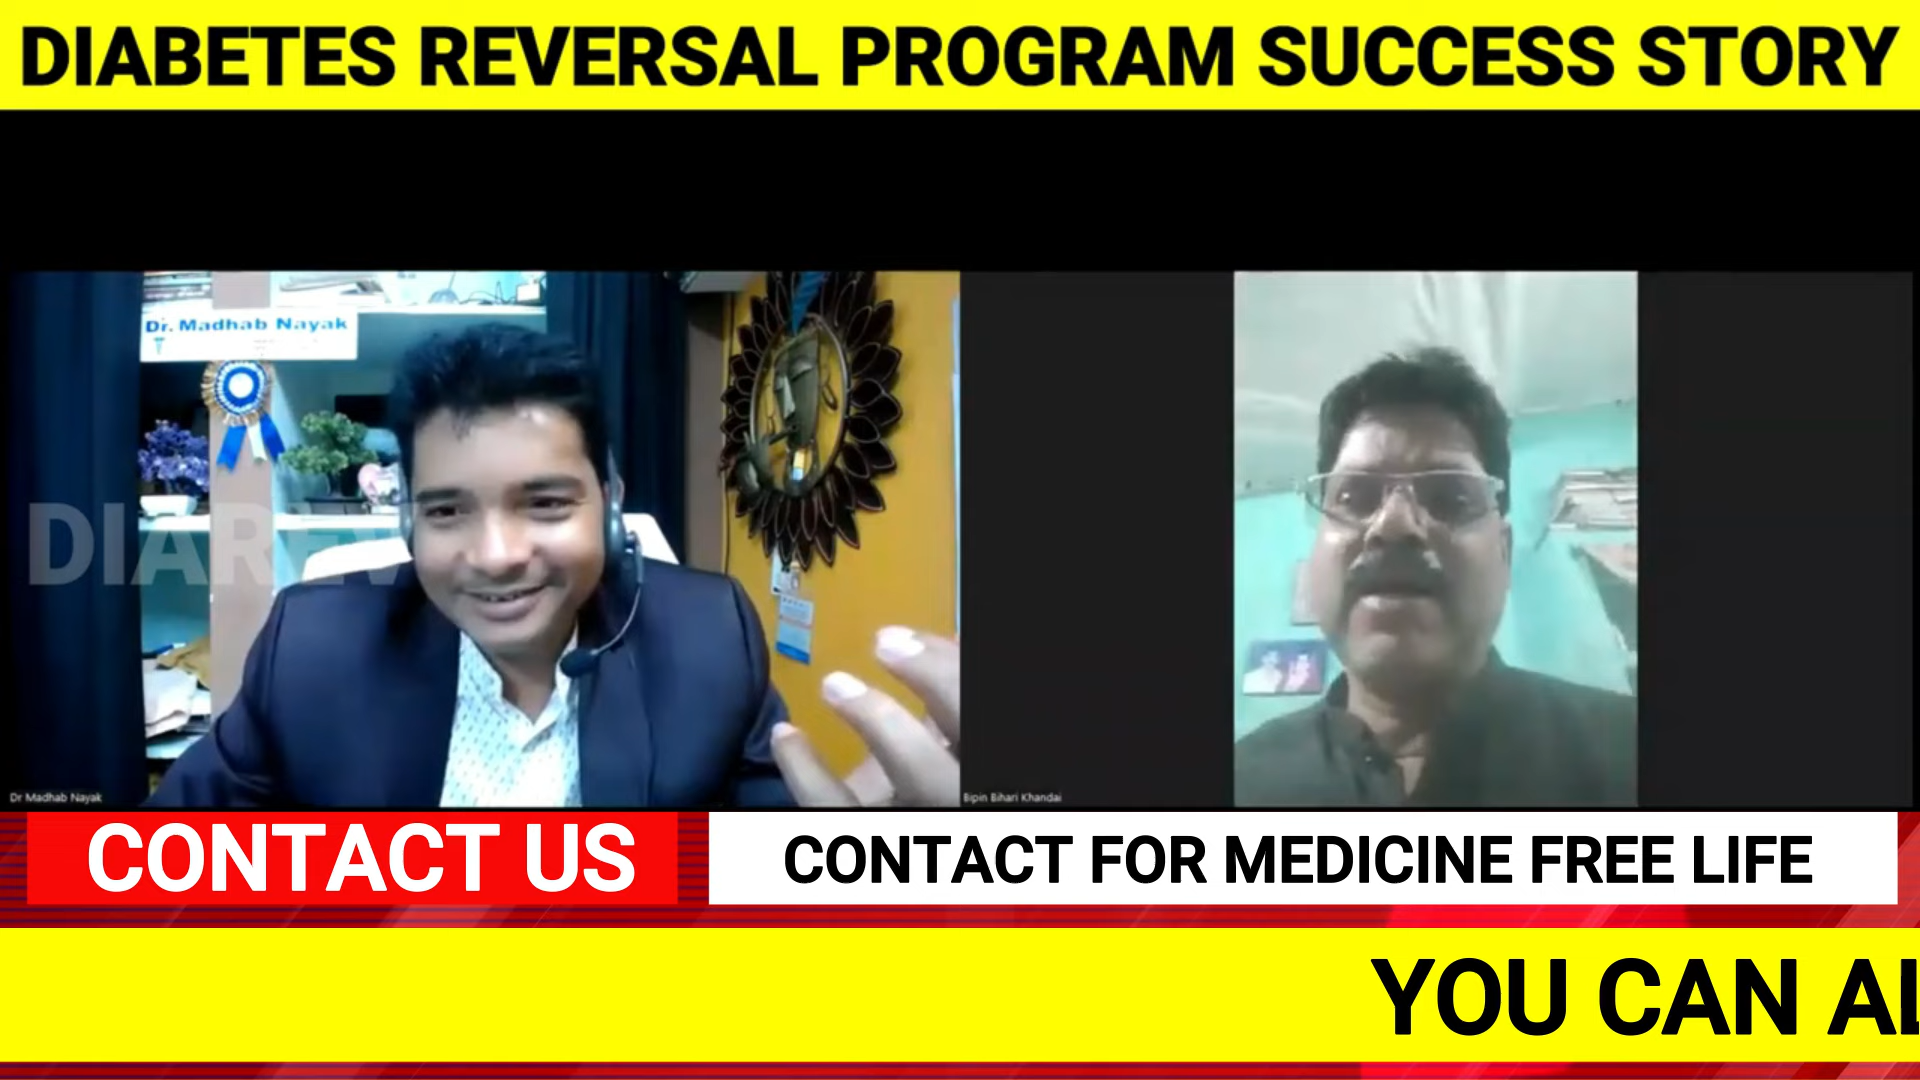 DIABETES REVERSAL PROGRAM SUCCESS STORY
Dr. Madhab Nayak
DIAREV
Dr Madhab Nayak
Bipin Bihari Khandai
CONTACT US
CONTACT FOR MEDICINE FREE LIFE
YOU CAN AL